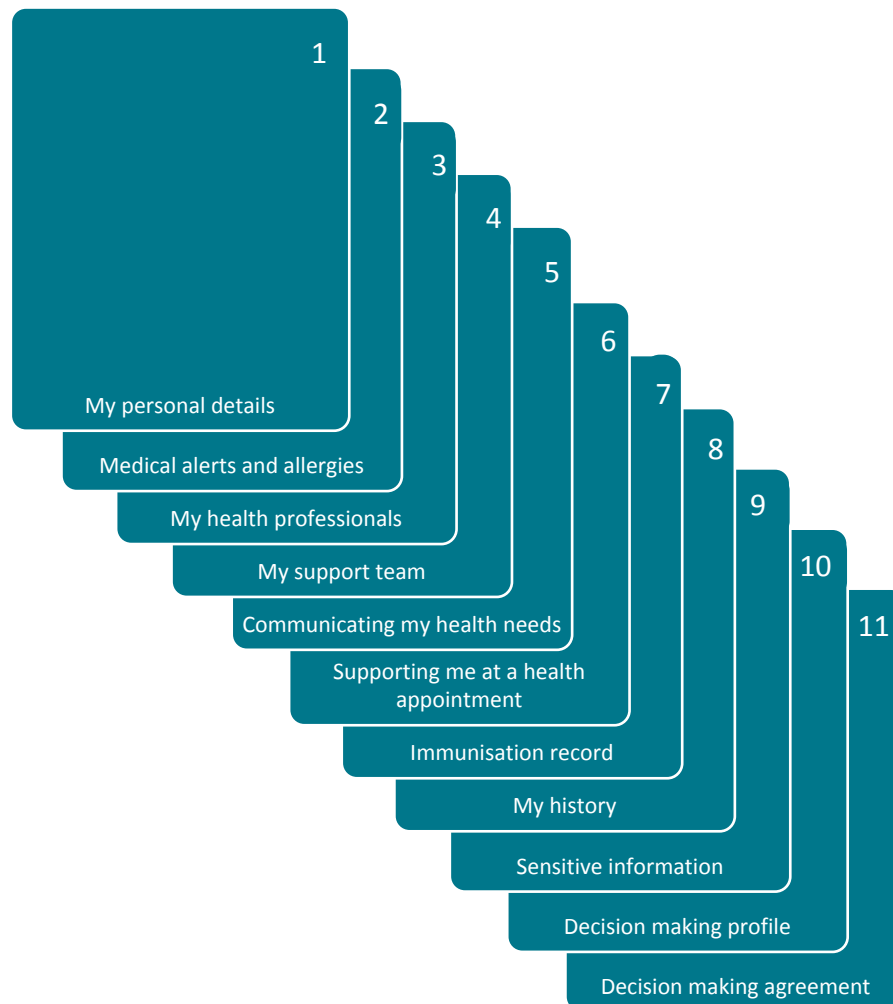 1
My personal details
2
Medical alerts and allergies
3
My health professionals
4
My support team
5
Communicating my health needs
6
Supporting me at a health
appointment
7
Immunisation record
8
My history
9
Sensitive information
10
Decision making profile
11
Decision making agreement